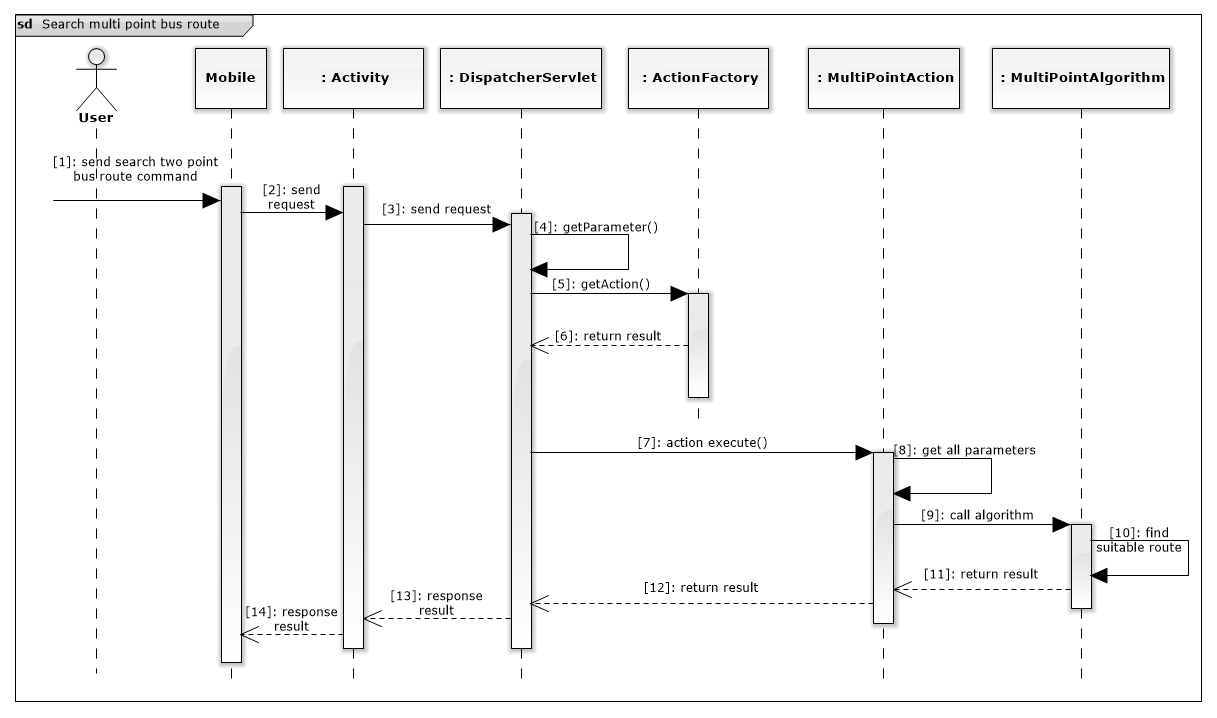 sd Search multi point bus route
User
Mobile
: Activity
: DispatcherServlet
: ActionFactory
: MultiPointAction
: MultiPointAlgorithm
[1]: send search two point
bus route command
[2]: send
request
[3]: send request
[4]: getParameter()
[5]: getAction()
[6]: return result
[7]: action execute()
[8]: get all parameters
[9]: call algorithm
[10]: find
suitable route
[11]: return result
[12]: return result
[13]: response
result
[14]: response
result